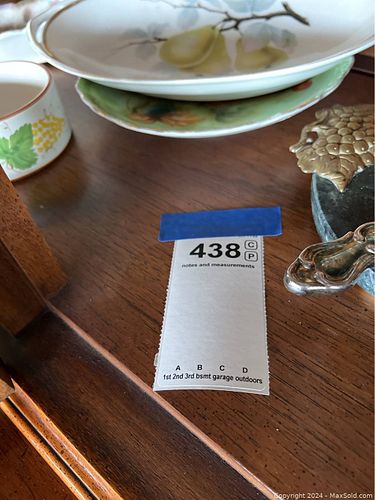 438 C
P
notes and measurements
A B C D
1st 2nd 3rd bsmt garage outdoors
Copyright 2024 - MaxSold.com